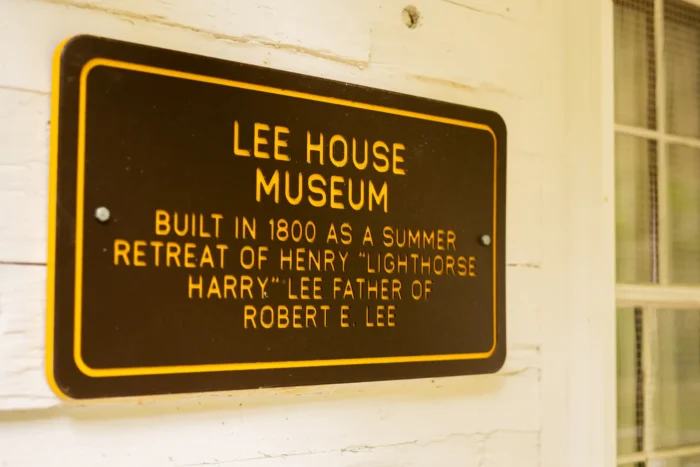 LEE HOUSE
MUSEUM
BUILT IN 1800 AS A SUMMER
RETREAT OF HENRY "LIGHTHORSE
HARRY" LEE FATHER OF
ROBERT E. LEE